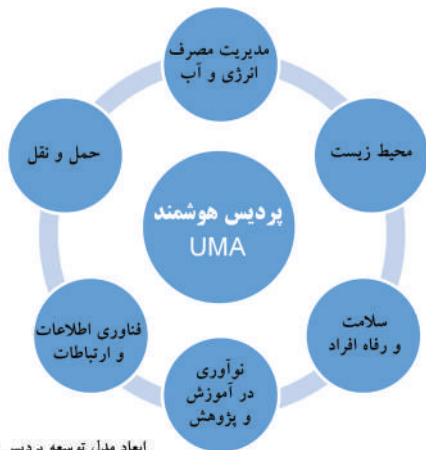 مدیریت مصرف
انرژی و آب
محیط زیست
حمل و نقل
پردیس هوشمند
UMA
سلامت
و رفاه افراد
فناوری اطلاعات
و ارتباطات
نوآوری
در آموزش
و پژوهش
ابعاد مدل توسعه پردیس